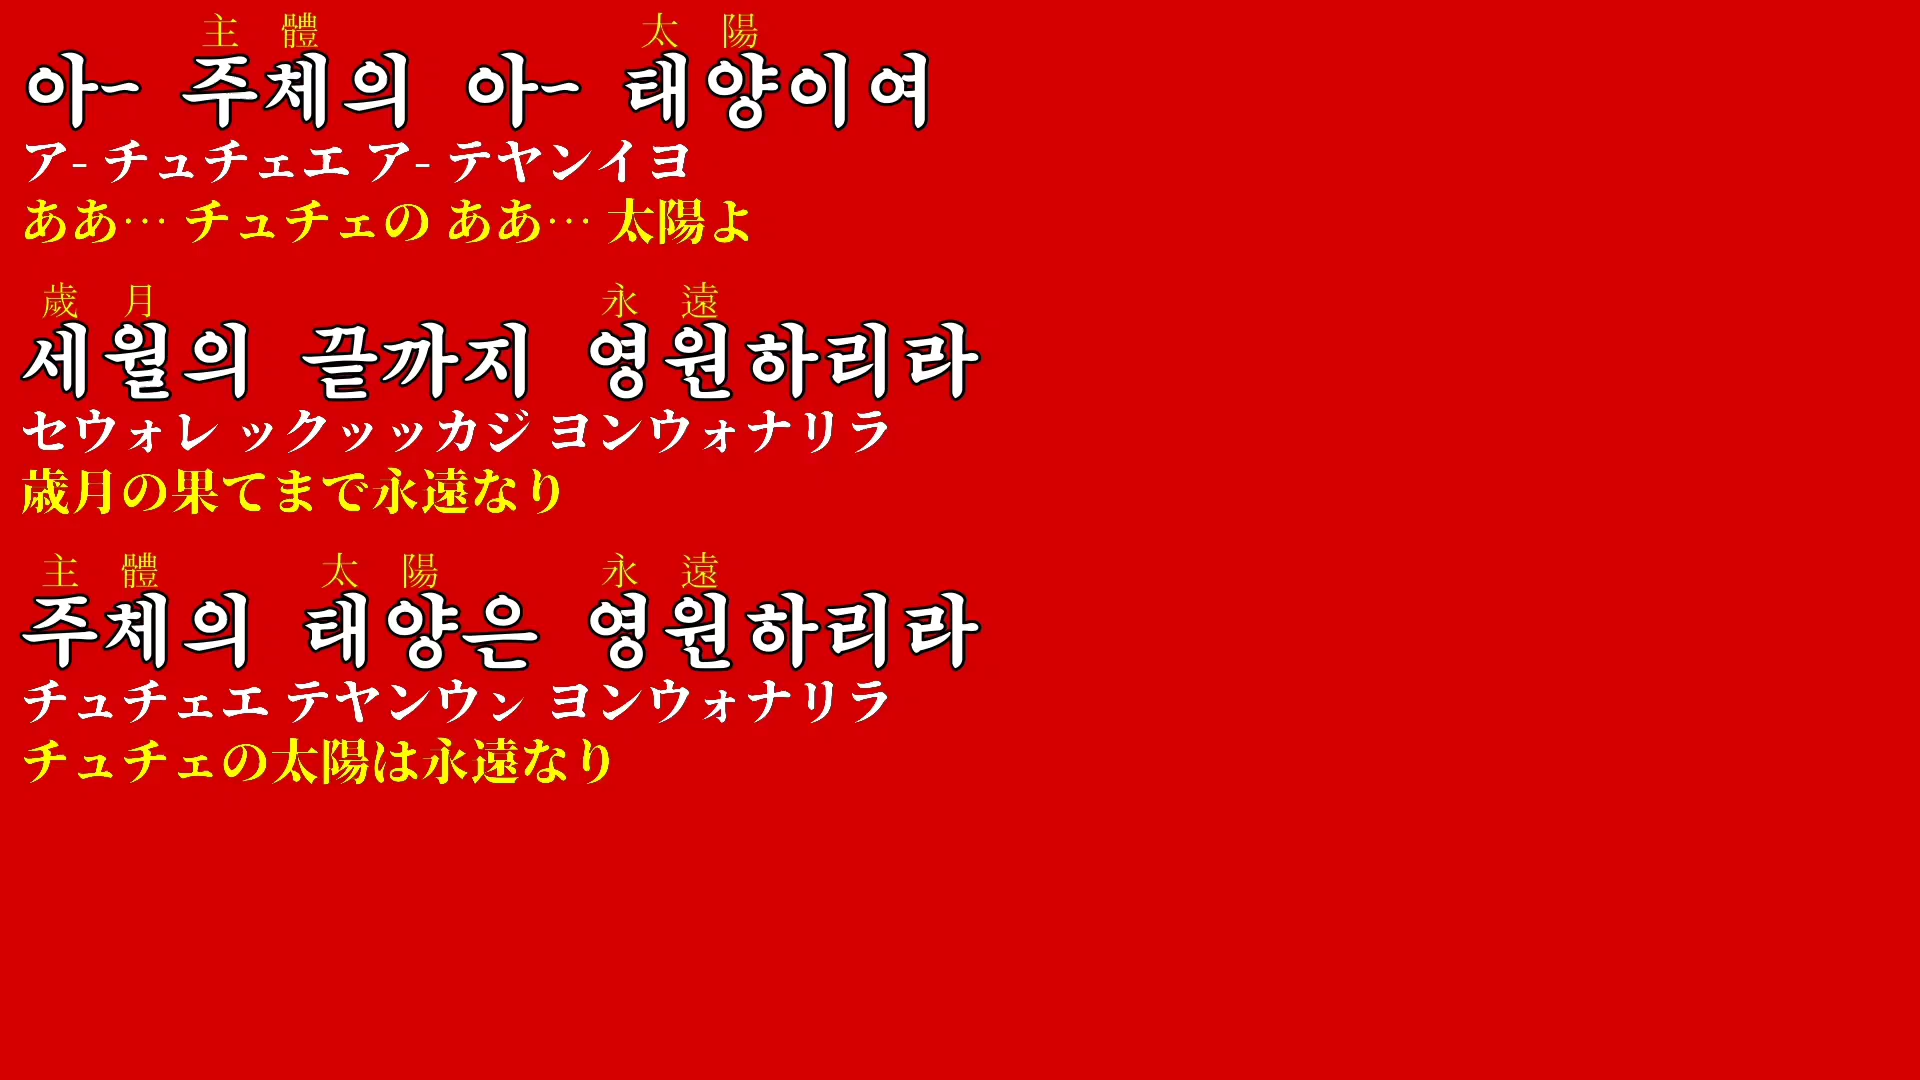 主 體 太 陽
아~ 주체의 아~ 태양이여
ア- チュチェエ ア- テヤンイヨ
ああ… チュチェの ああ… 太陽よ
歲 月 永 遠
세월의 끝까지 영원하리라
セウォレ ックッッカジ ヨンウォナリラ
歳月の果てまで永遠なり
主 體 太 陽 永 遠
주체의 태양은 영원하리라
チュチェエ テヤンウン ヨンウォナリラ
チュチェの太陽は永遠なり